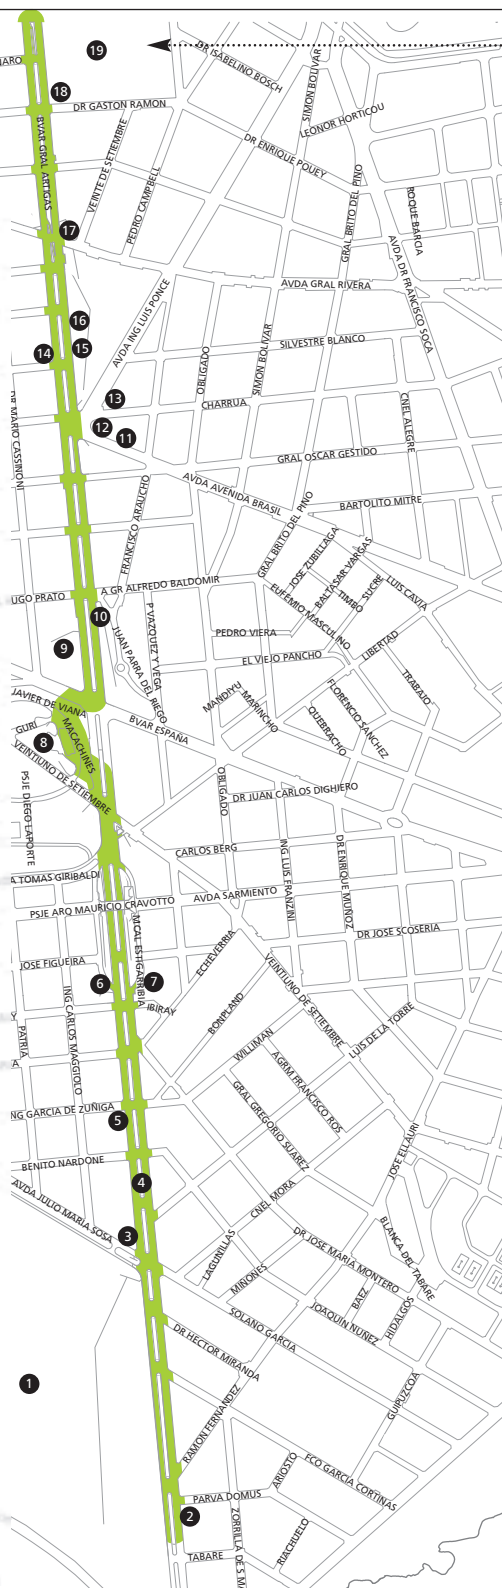 19
DR ISABELINO BOSCH
SIMON BOLIVAR
JARO
18
DR GASTON RAMON
LEONOR HORTICOU
BVAR GRAL ARTIGAS
VEINTE DE SETIEMBRE
DR ENRIQUE POUEY
PEDRO CAMPBELL
GRAL BRITO DEL PINO
ROQUE BARCIA
17
AVDA DR FRANCISCO SOCA
AVDA GRAL RIVERA
AVDA ING LUIS PONCE
16
14
15
OBLIGADO
SIMON BOLIVAR
SILVESTRE BLANCO
DR MARIO CASSINONI
13
CHARRUA
CNEL ALEGRE
12
11
GRAL OSCAR GESTIDO
AVDA AVENIDA BRASIL
FRANCISCO ARAUCHO
GRAL BRITO DEL PINO
BARTOLITO MITRE
JOSE ZUBILLAGA
BALTASAR VARGAS
UGO PRATO
A GR ALFREDO BALDOMIR
EUFEMIO MASCULINO
TIMBO
SUCRE
LUIS CAVIA
10
P VAZQUEZ Y VEGA
JUAN PARRA DEL RIEGO
PEDRO VIERA
LIBERTAD
9
EL VIEJO PANCHO
TRABAJO
JAVIER DE VIANA
MANDIYU
MARINCHO
FLORENCIO SANCHEZ
QUEBRACHO
BVAR ESPAÑA
GURI
MACACHINES
8
VEINTIUNO DE SETIEMBRE
PSJE DIEGO LAPORTE
OBLIGADO
DR JUAN CARLOS DIGHIERO
CARLOS BERG
ING LUIS FRANZINI
DR ENRIQUE MUÑOZ
A TOMAS GIRIBALDI
AVDA SARMIENTO
PSJE ARQ MAURICIO CRAVOTTO
MCAL ESTIGARRIBIA
DR JOSE SCOSERIA
ECHEVERRIA
JOSE FIGUEIRA
VEINTIUNO DE SETIEMBRE
6
7
ING CARLOS MAGGIOLO
IBIRAY
BONPLAND
Y
PATRIA
LUIS DE LA TORRE
WILLIMAN
A
AGRM FRANCISCO ROS
GRAL GREGORIO SUAREZ
NG GARCIA DE ZUÑIGA
5
JOSE ELLAURI
BENITO NARDONE
4
CNEL MORA
AVDA JULIO MARIA SOSA
3
LAGUNILLAS
BLANCA DEL TABARE
DR JOSE MARIA MONTERO
MIÑONES
BAEZ
HIDALGOS
JOAQUIN NUÑEZ
SOLANO GARCIA
DR HECTOR MIRANDA
1
GUIPUZCOA
RAMON FERNANDEZ
ARIOSTO
FCO GARCIA CORTINAS
PARVA DOMUS
2
ZORRILLA DE S M
RIACHUELO
TABARE